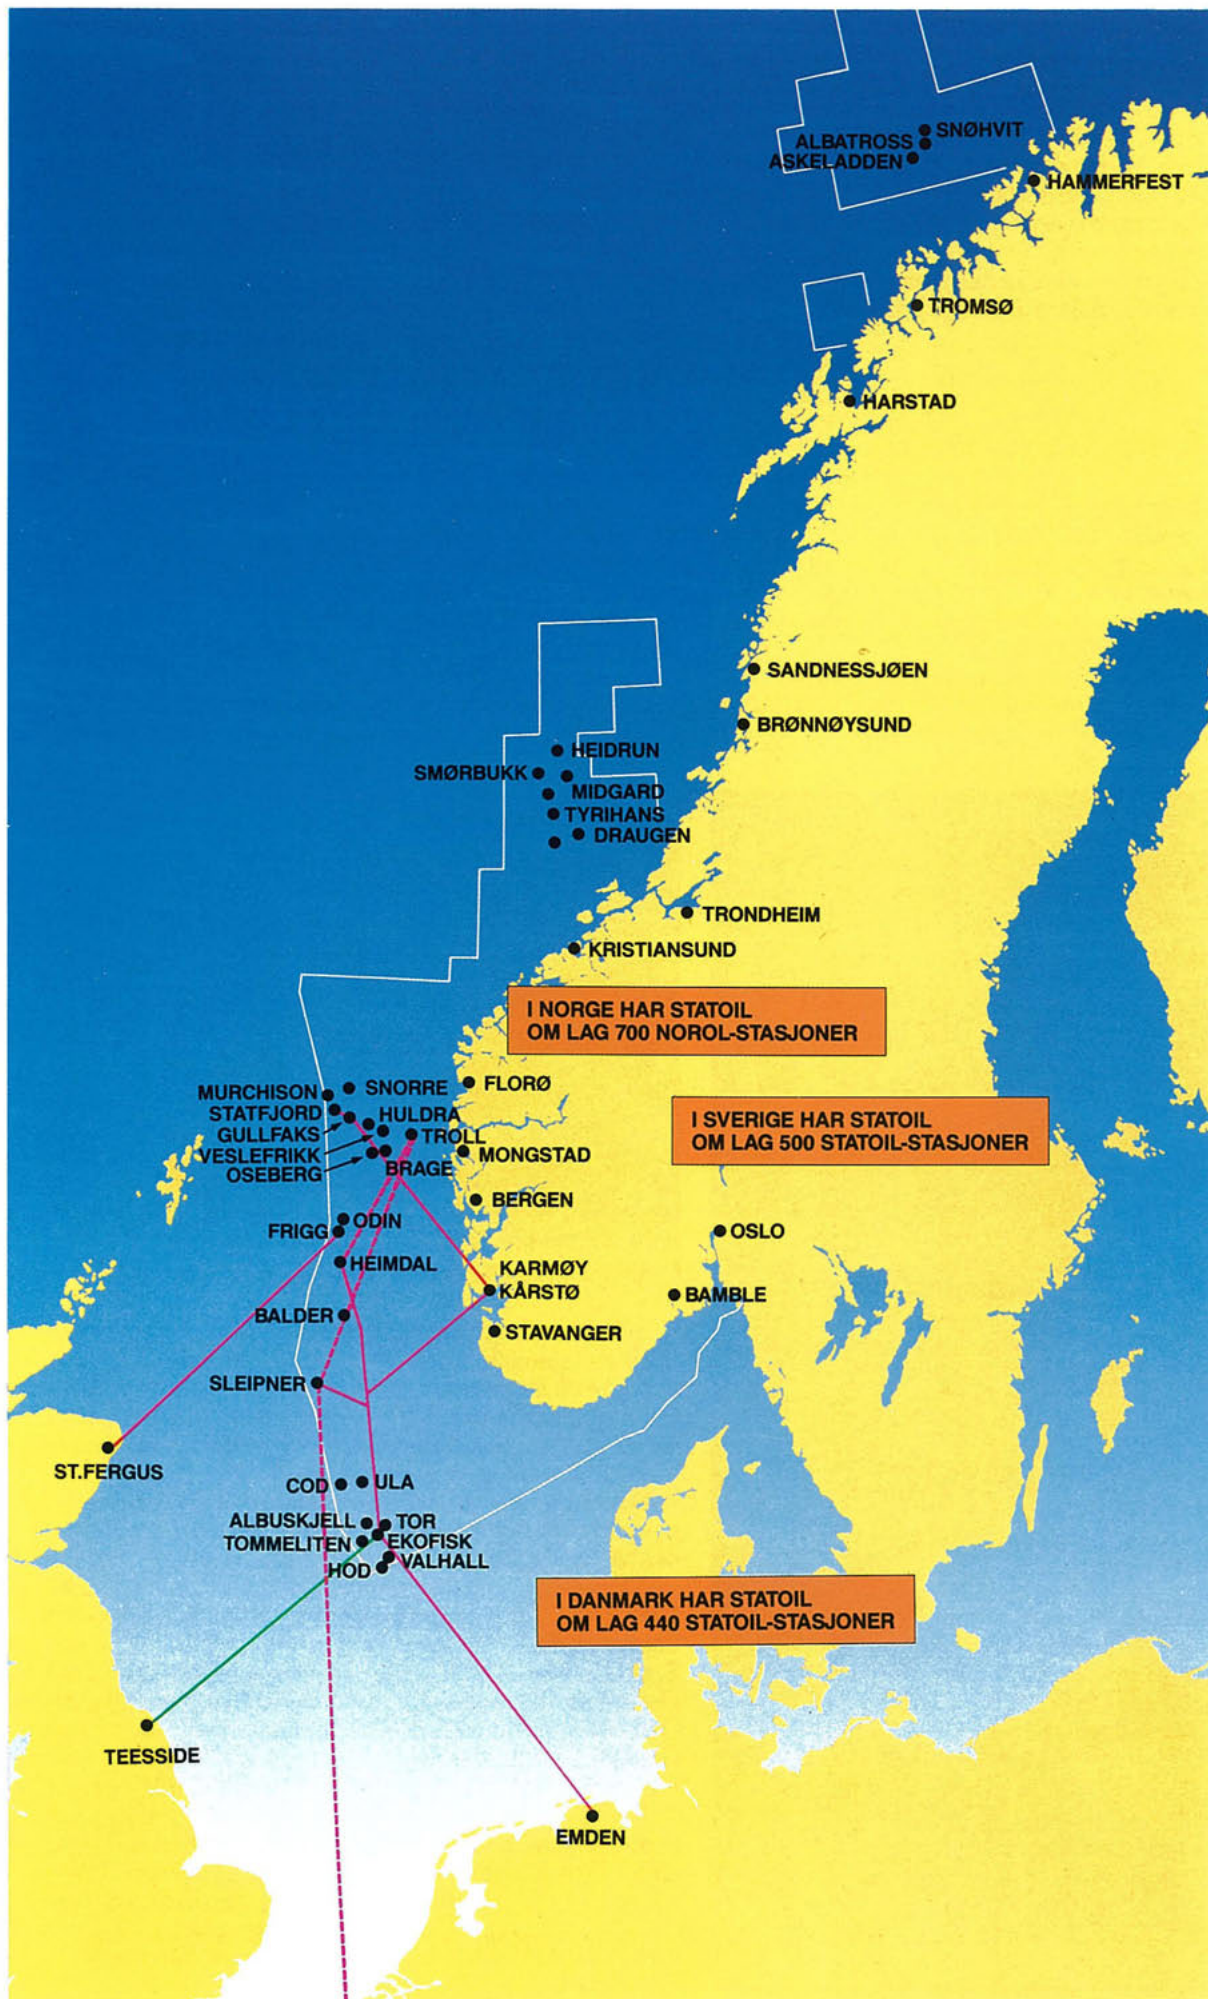 SNØHVIT
ALBATROSS
ASKELADDEN
HAMMERFEST
TROMSØ
HARSTAD
SANDNESSJØEN
BRØNNØYSUND
HEIDRUN
SMØRBUKK
MIDGARD
TYRIHANS
DRAUGEN
TRONDHEIM
KRISTIANSUND
I NORGE HAR STATOIL
OM LAG 700 NOROL-STASJONER
MURCHISON
SNORRE
FLORØ
STATFJORD
HULDRA
GULLFAKS
TROLL
VESLEFRIKK
OSEBERG
BRAGE
MONGSTAD
I SVERIGE HAR STATOIL
OM LAG 500 STATOIL-STASJONER
BERGEN
ODIN
FRIGG
OSLO
HEIMDAL
KARMØY
KÅRSTØ
BAMBLE
BALDER
STAVANGER
SLEIPNER
ST.FERGUS
COD
ULA
ALBUSKJELL
TOR
TOMMELITEN
EKOFISK
VALHALL
HOD
I DANMARK HAR STATOIL
OM LAG 440 STATOIL-STASJONER
TEESSIDE
EMDEN